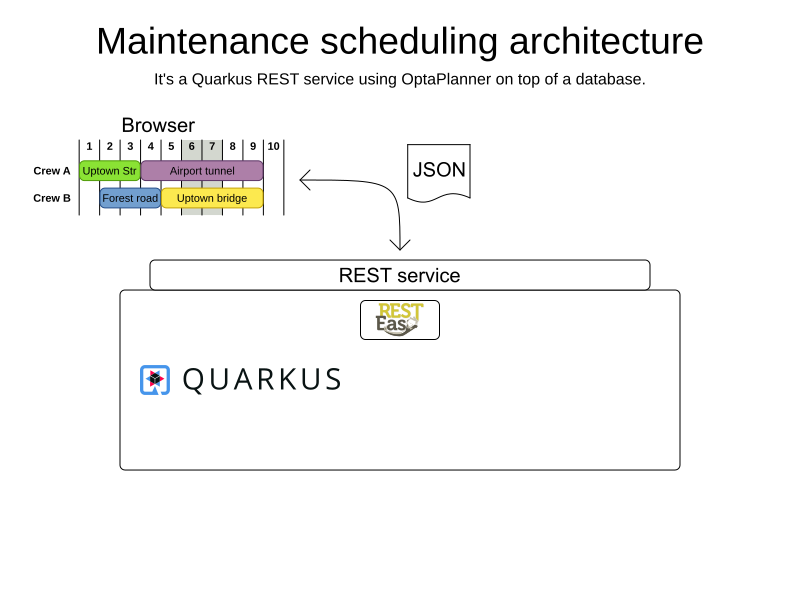 Maintenance scheduling architecture
It's a Quarkus REST service using OptaPlanner on top of a database.
Browser
1 2 3 4 5 6 7 8 9 10
Crew A Uptown Str Airport tunnel
Crew B Forest road Uptown bridge
JSON
REST service
REST
Easy
QUARKUS